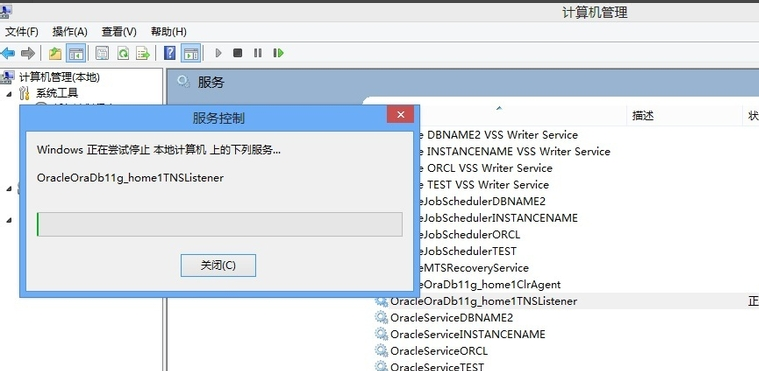 计算机管理
文件(F) 操作(A) 查看(V) 帮助(H)
计算机管理(本地)
系统工具
服务
描述
服务控制
Windows 正在尝试停止 本地计算机 上的下列服务...
OracleOraDb11g_home1TNSListener
关闭(C)
DBNAME2 VSS Writer Service
INSTANCENAME VSS Writer Service
ORCL VSS Writer Service
TEST VSS Writer Service
eJobSchedulerDBNAME2
eJobSchedulerINSTANCENAME
eJobSchedulerORCL
eJobSchedulerTEST
eMTSRecoveryService
eOraDb11g_home1ClrAgent
OracleOraDb11g_home1TNSListener 正
OracleServiceDBNAME2
OracleServiceINSTANCENAME
OracleServiceORCL
OracleServiceTEST